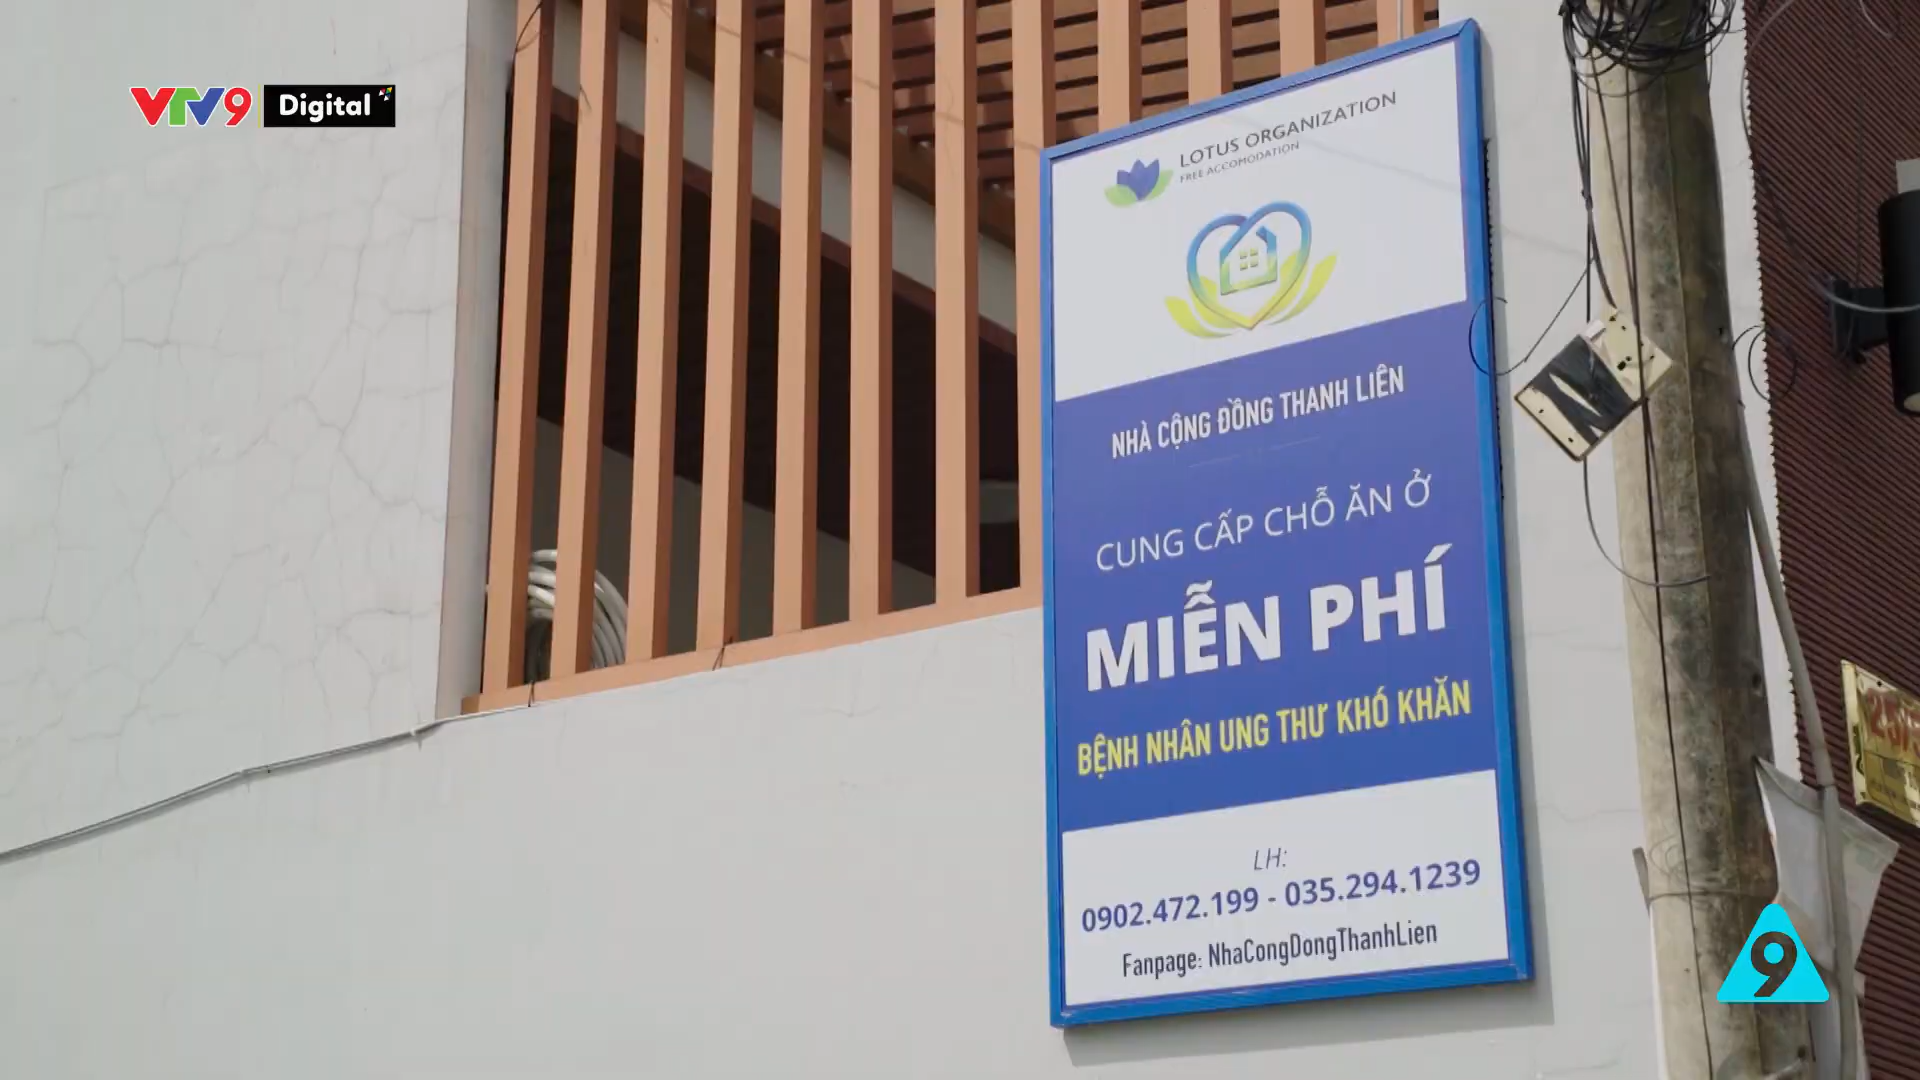 VTV9 Digital
LOTUS ORGANIZATION
FREE ACCOMODATION
NHÀ CỘNG ĐỒNG THANH LIÊN
CUNG CẤP CHỖ ĂN Ở
MIỄN PHÍ
BỆNH NHÂN UNG THƯ KHÓ KHĂN
LH:
0902.472.199 - 035.294.1239
Fanpage: NhaCongDongThanhLien
9